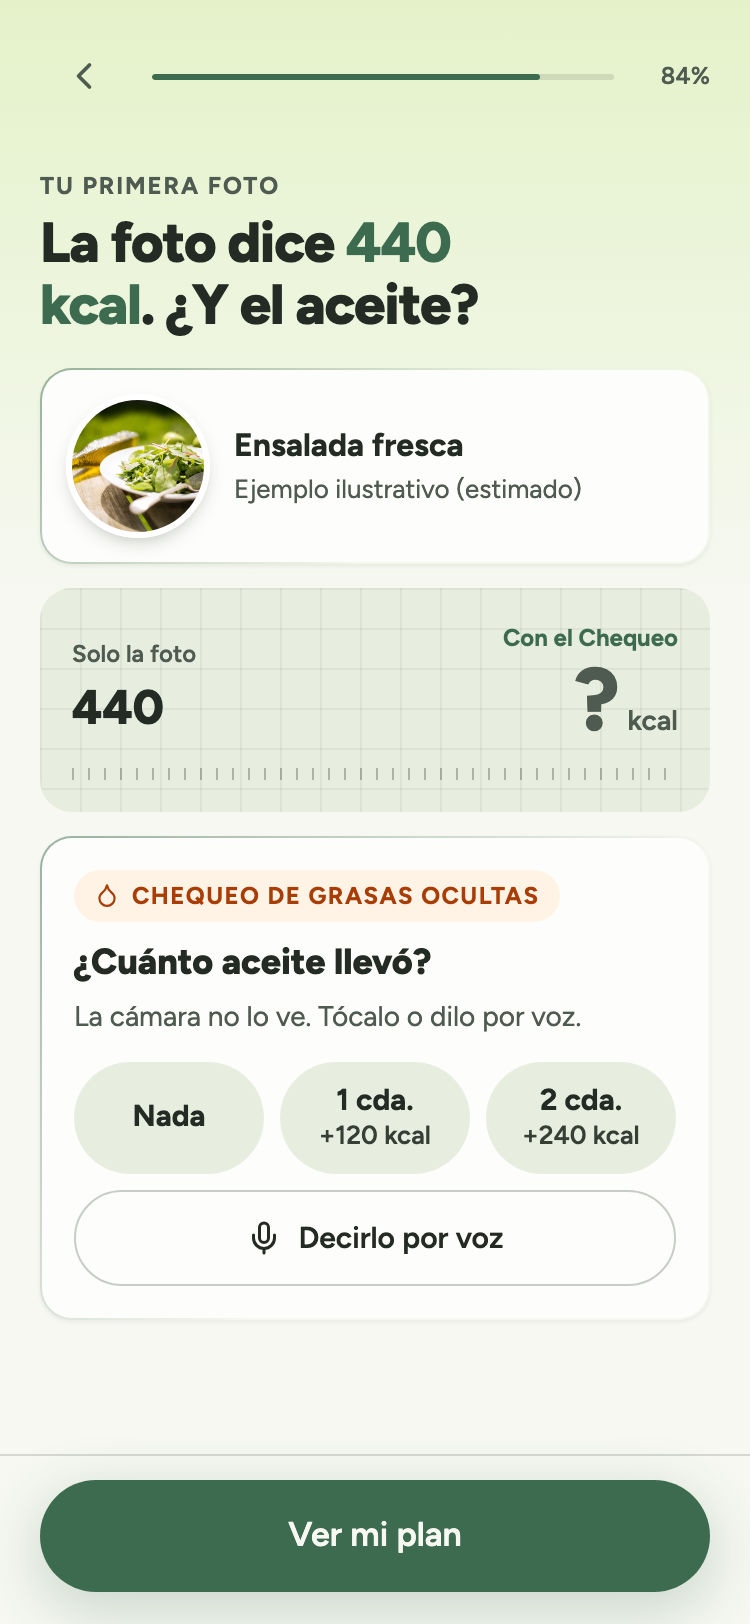 84%
TU PRIMERA FOTO
La foto dice 440
kcal. ¿Y el aceite?
Ensalada fresca
Ejemplo ilustrativo (estimado)
Solo la foto
440
Con el Chequeo
? kcal
CHEQUEO DE GRASAS OCULTAS
¿Cuánto aceite llevó?
La cámara no lo ve. Tócalo o dilo por voz.
Nada
1 cda.
+120 kcal
2 cda.
+240 kcal
Decirlo por voz
Ver mi plan